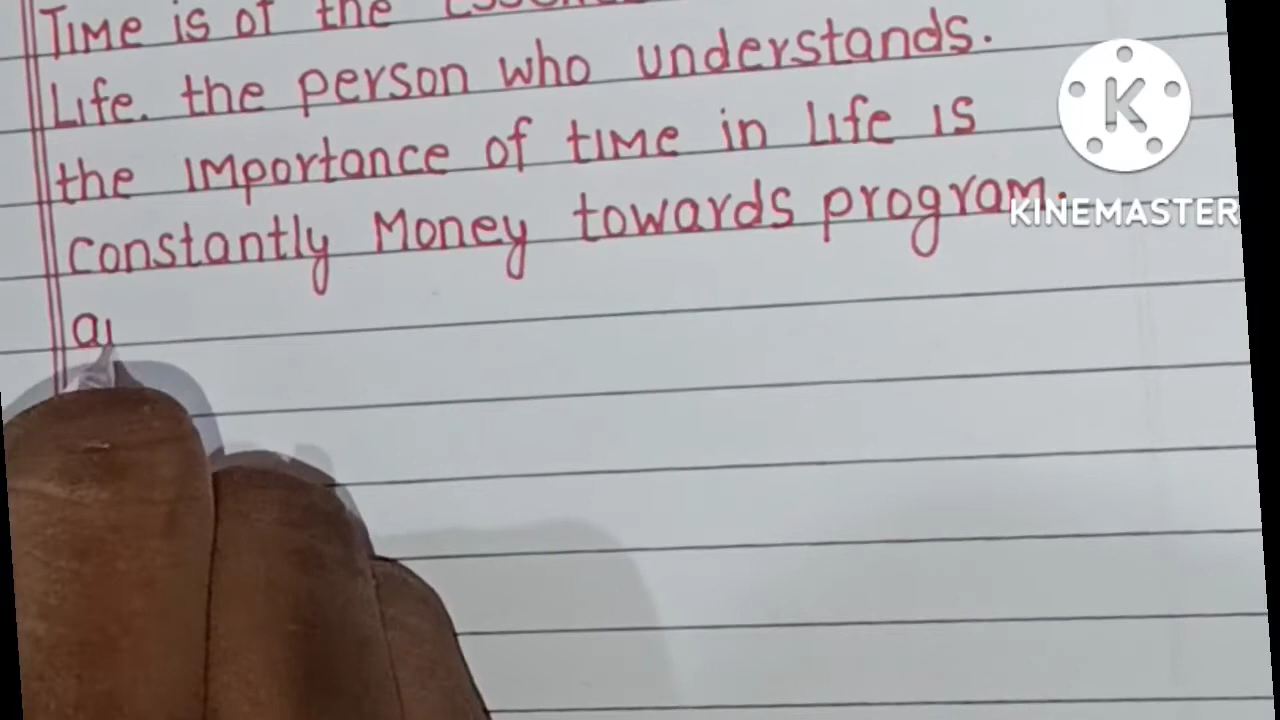 Time is of the
Life. the person who understands.
the importance of time in life is
constantly Money towards program.
KINEMASTER